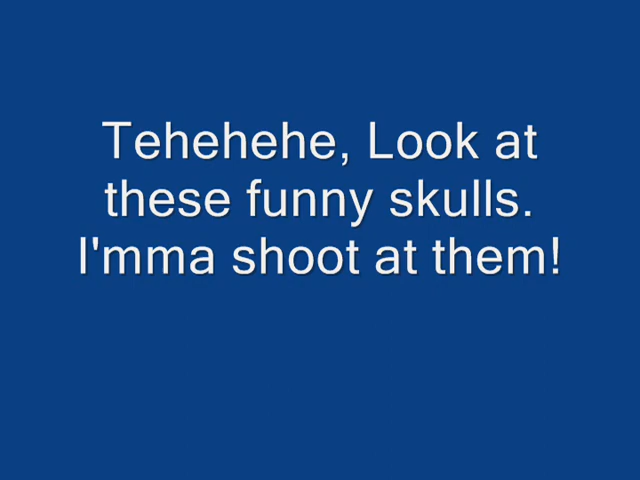 Tehehehe, Look at
these funny skulls.
I'mma shoot at them!